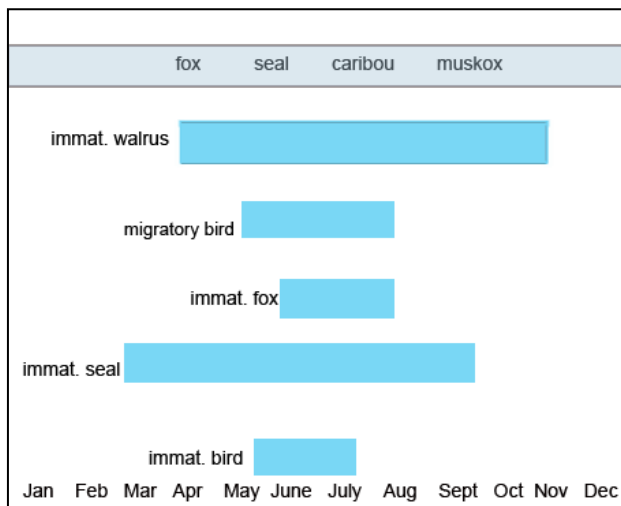 fox seal caribou muskox
immat. walrus
migratory bird
immat. fox
immat. seal
immat. bird
Jan Feb Mar Apr May June July Aug Sept Oct Nov Dec